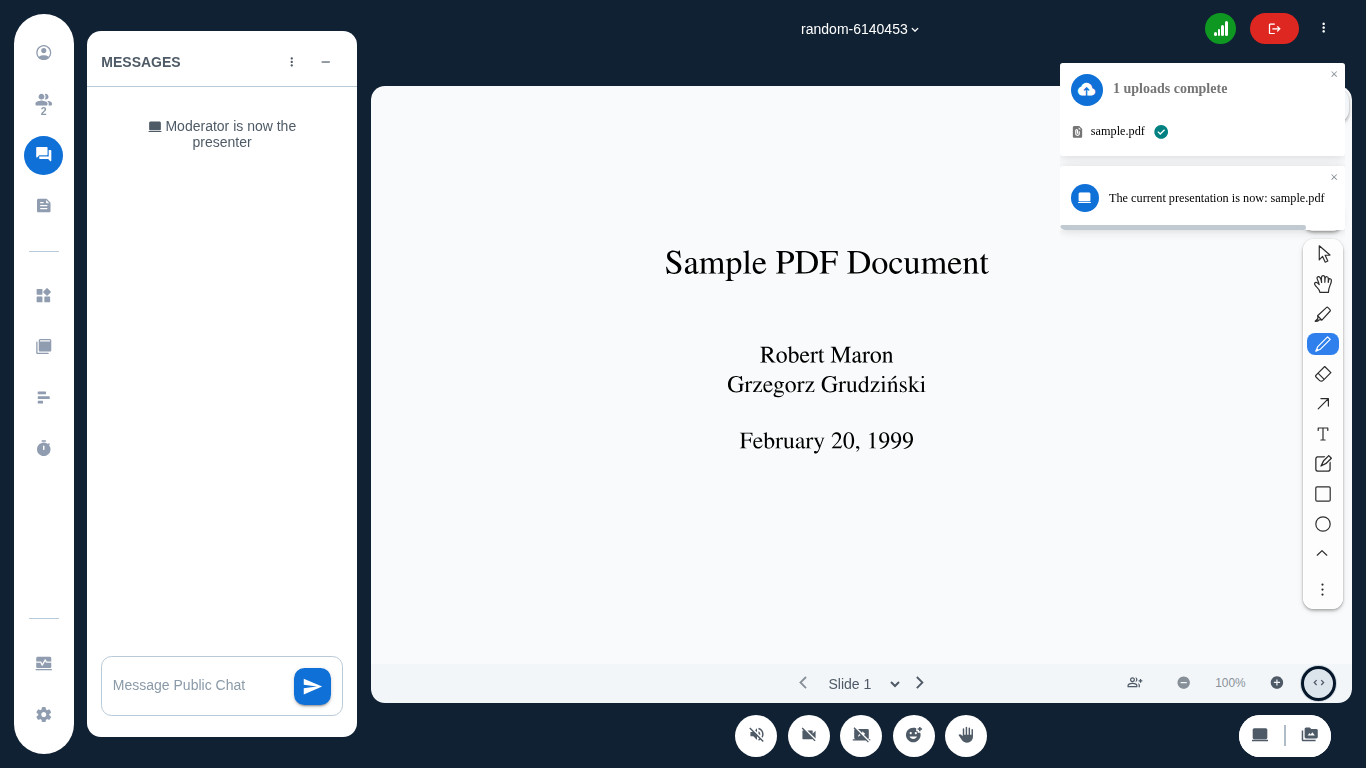 random-6140453
2
MESSAGES
Moderator is now the
presenter
Message Public Chat
1 uploads complete
sample.pdf
The current presentation is now: sample.pdf
Sample PDF Document
Robert Maron
Grzegorz Grudziński
February 20, 1999
Slide 1
100%